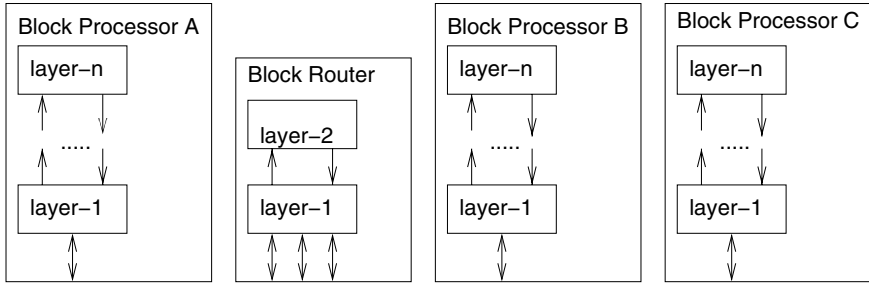 Block Processor A
layer–n
.....
layer–1
Block Router
layer–2
layer–1
Block Processor B
layer–n
.....
layer–1
Block Processor C
layer–n
.....
layer–1